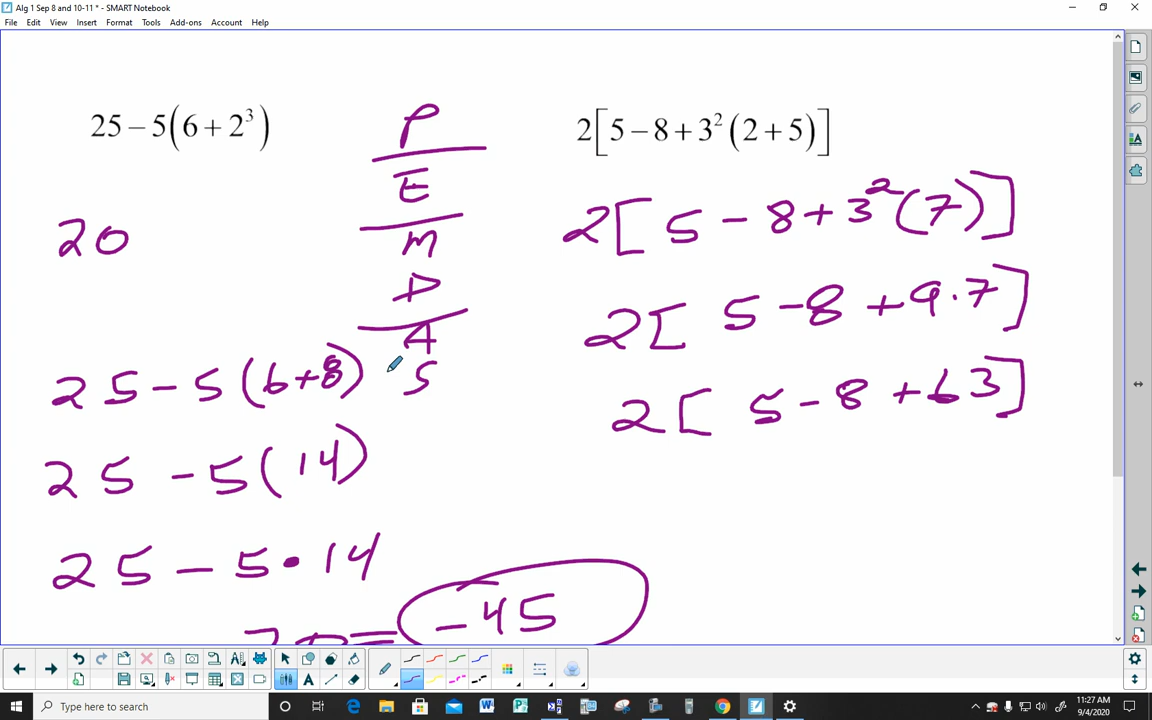 Alg 1 Sep 8 and 10-11 * - SMART Notebook
File Edit View Insert Format Tools Add-ons Account Help
25 − 5(6 + 2³)
20
25 − 5(6+8)
25 − 5(14)
25 − 5 • 14
= −45
P
E
M
D
A
S
2[5 − 8 + 3²(2 + 5)]
2[5 − 8 + 3²(7)]
2[5 − 8 + 9·7]
2[5 − 8 + 63]
Type here to search
11:27 AM
9/4/2020